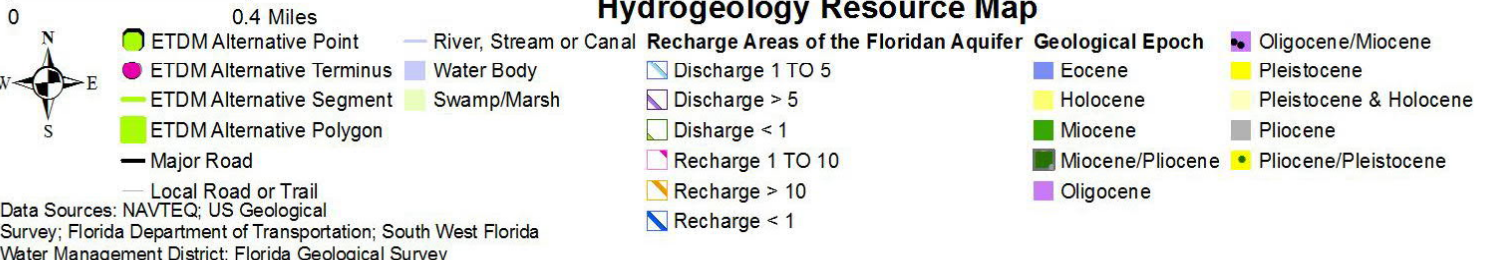 Hydrogeology Resource Map
0
0.4 Miles
N
W
E
S
ETDM Alternative Point
ETDM Alternative Terminus
ETDM Alternative Segment
ETDM Alternative Polygon
Major Road
Local Road or Trail
River, Stream or Canal
Water Body
Swamp/Marsh
Recharge Areas of the Floridan Aquifer
Discharge 1 TO 5
Discharge > 5
Disharge < 1
Recharge 1 TO 10
Recharge > 10
Recharge < 1
Geological Epoch
Eocene
Holocene
Miocene
Miocene/Pliocene
Oligocene
Oligocene/Miocene
Pleistocene
Pleistocene & Holocene
Pliocene
Pliocene/Pleistocene
Data Sources: NAVTEQ; US Geological
Survey; Florida Department of Transportation; South West Florida
Water Management District; Florida Geological Survey